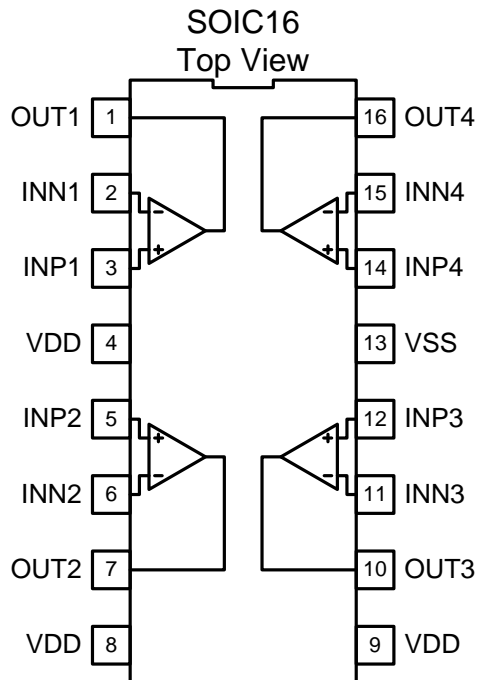 SOIC16
Top View
OUT1 1 16 OUT4
INN1 2 15 INN4
- -
+ +
INP1 3 14 INP4
VDD 4 13 VSS
INP2 5 12 INP3
+ +
- -
INN2 6 11 INN3
OUT2 7 10 OUT3
VDD 8 9 VDD